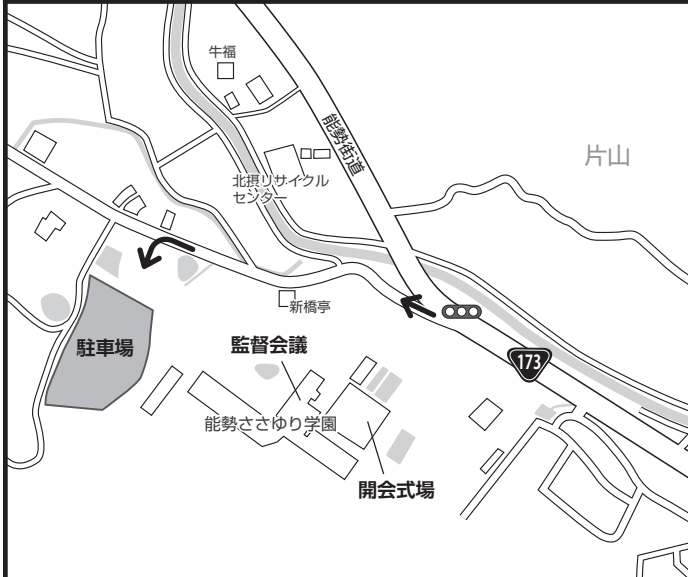 牛福
能勢街道
片山
北摂リサイクル
センター
新橋亭
173
駐車場
監督会議
能勢ささゆり学園
開会式場